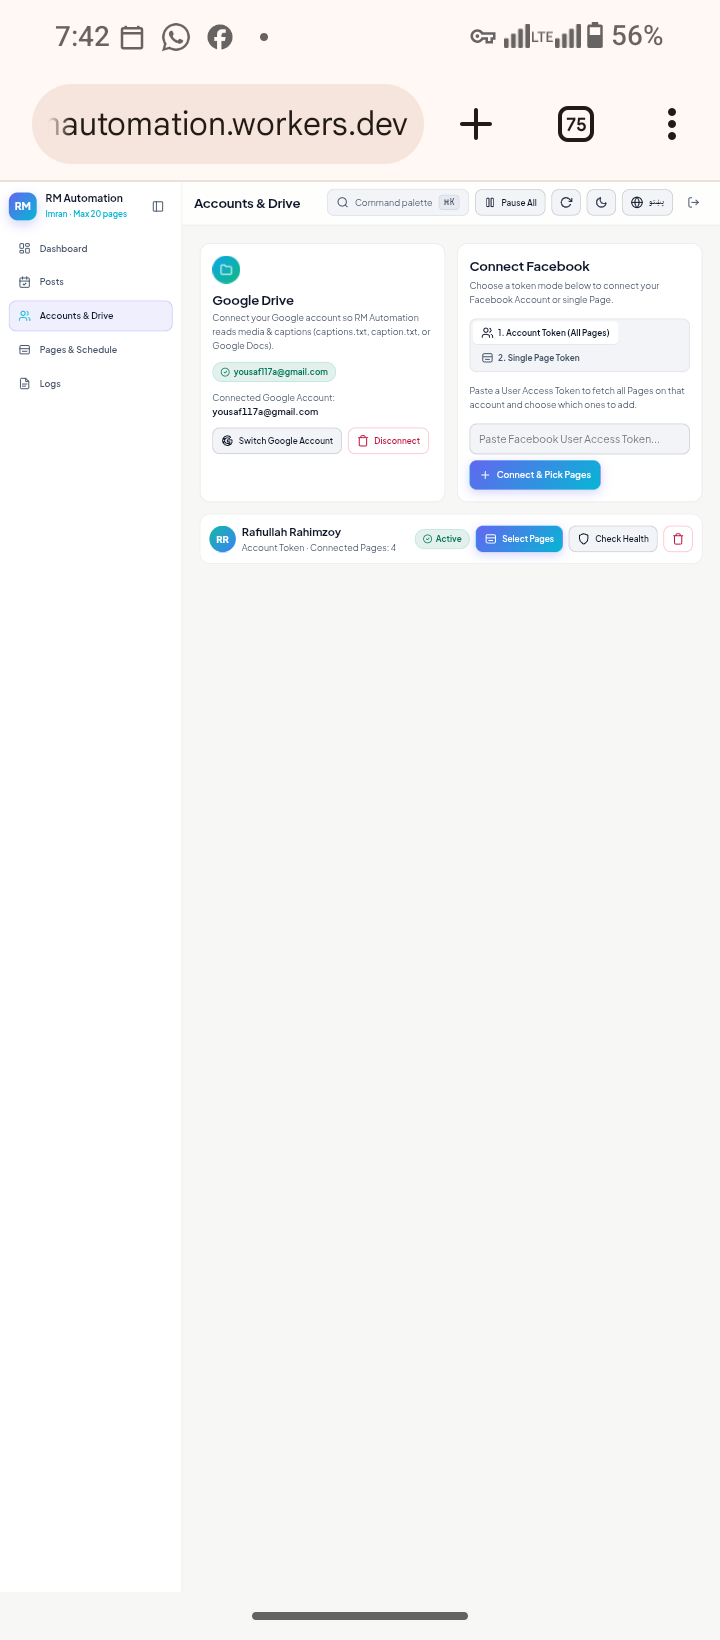 7:42
LTE
56%
automation.workers.dev
75
RM
RM Automation
Imran · Max 20 pages
Accounts & Drive
Command palette
⌘K
Pause All
Dashboard
Posts
Accounts & Drive
Pages & Schedule
Logs
Google Drive
Connect your Google account so RM Automation
reads media & captions (captions.txt, caption.txt, or
Google Docs).
yousaf117a@gmail.com
Connected Google Account:
yousaf117a@gmail.com
Switch Google Account
Disconnect
Connect Facebook
Choose a token mode below to connect your
Facebook Account or single Page.
1. Account Token (All Pages)
2. Single Page Token
Paste a User Access Token to fetch all Pages on that
account and choose which ones to add.
Paste Facebook User Access Token...
Connect & Pick Pages
RR
Rafiullah Rahimzoy
Account Token · Connected Pages: 4
Active
Select Pages
Check Health